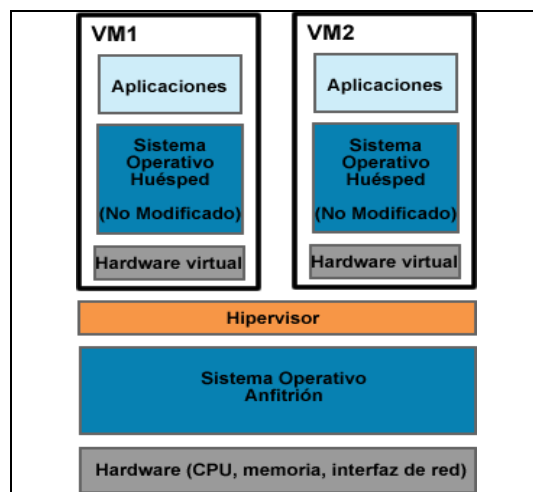 VM1
Aplicaciones
Sistema
Operativo
Huésped
(No Modificado)
Hardware virtual
VM2
Aplicaciones
Sistema
Operativo
Huésped
(No Modificado)
Hardware virtual
Hipervisor
Sistema Operativo
Anfitrión
Hardware (CPU, memoria, interfaz de red)